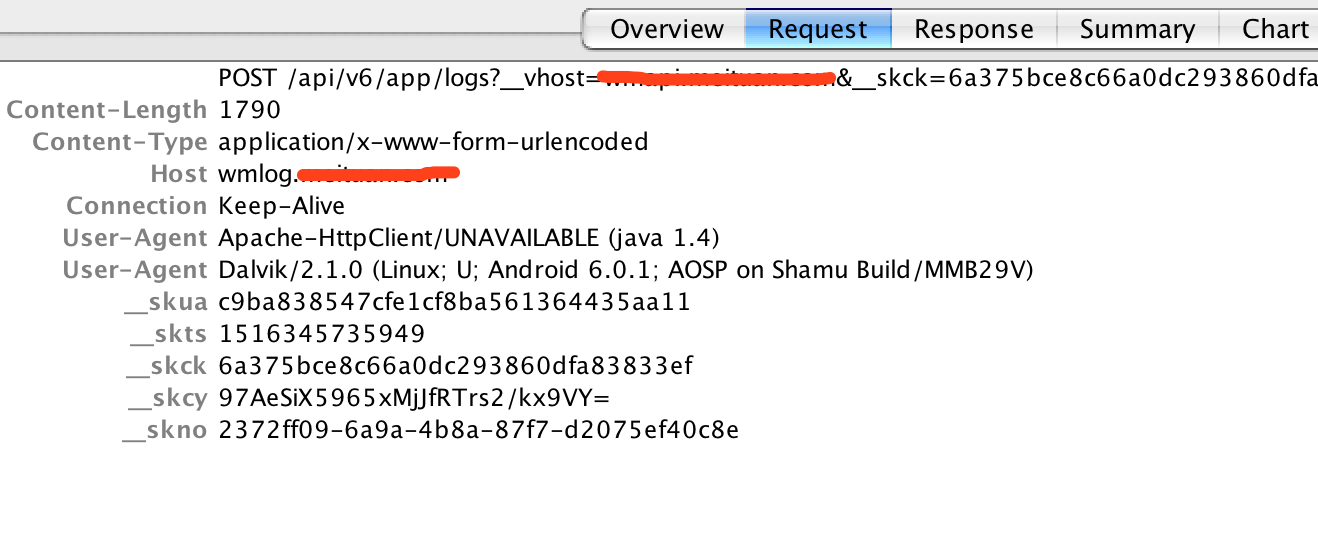 Overview Request Response Summary Chart
POST /api/v6/app/logs?__vhost= &__skck=6a375bce8c66a0dc293860dfa
Content-Length 1790
Content-Type application/x-www-form-urlencoded
Host wmlog.
Connection Keep-Alive
User-Agent Apache-HttpClient/UNAVAILABLE (java 1.4)
User-Agent Dalvik/2.1.0 (Linux; U; Android 6.0.1; AOSP on Shamu Build/MMB29V)
__skua c9ba838547cfe1cf8ba561364435aa11
__skts 1516345735949
__skck 6a375bce8c66a0dc293860dfa83833ef
__skcy 97AeSiX5965xMjJfRTrs2/kx9VY=
__skno 2372ff09-6a9a-4b8a-87f7-d2075ef40c8e